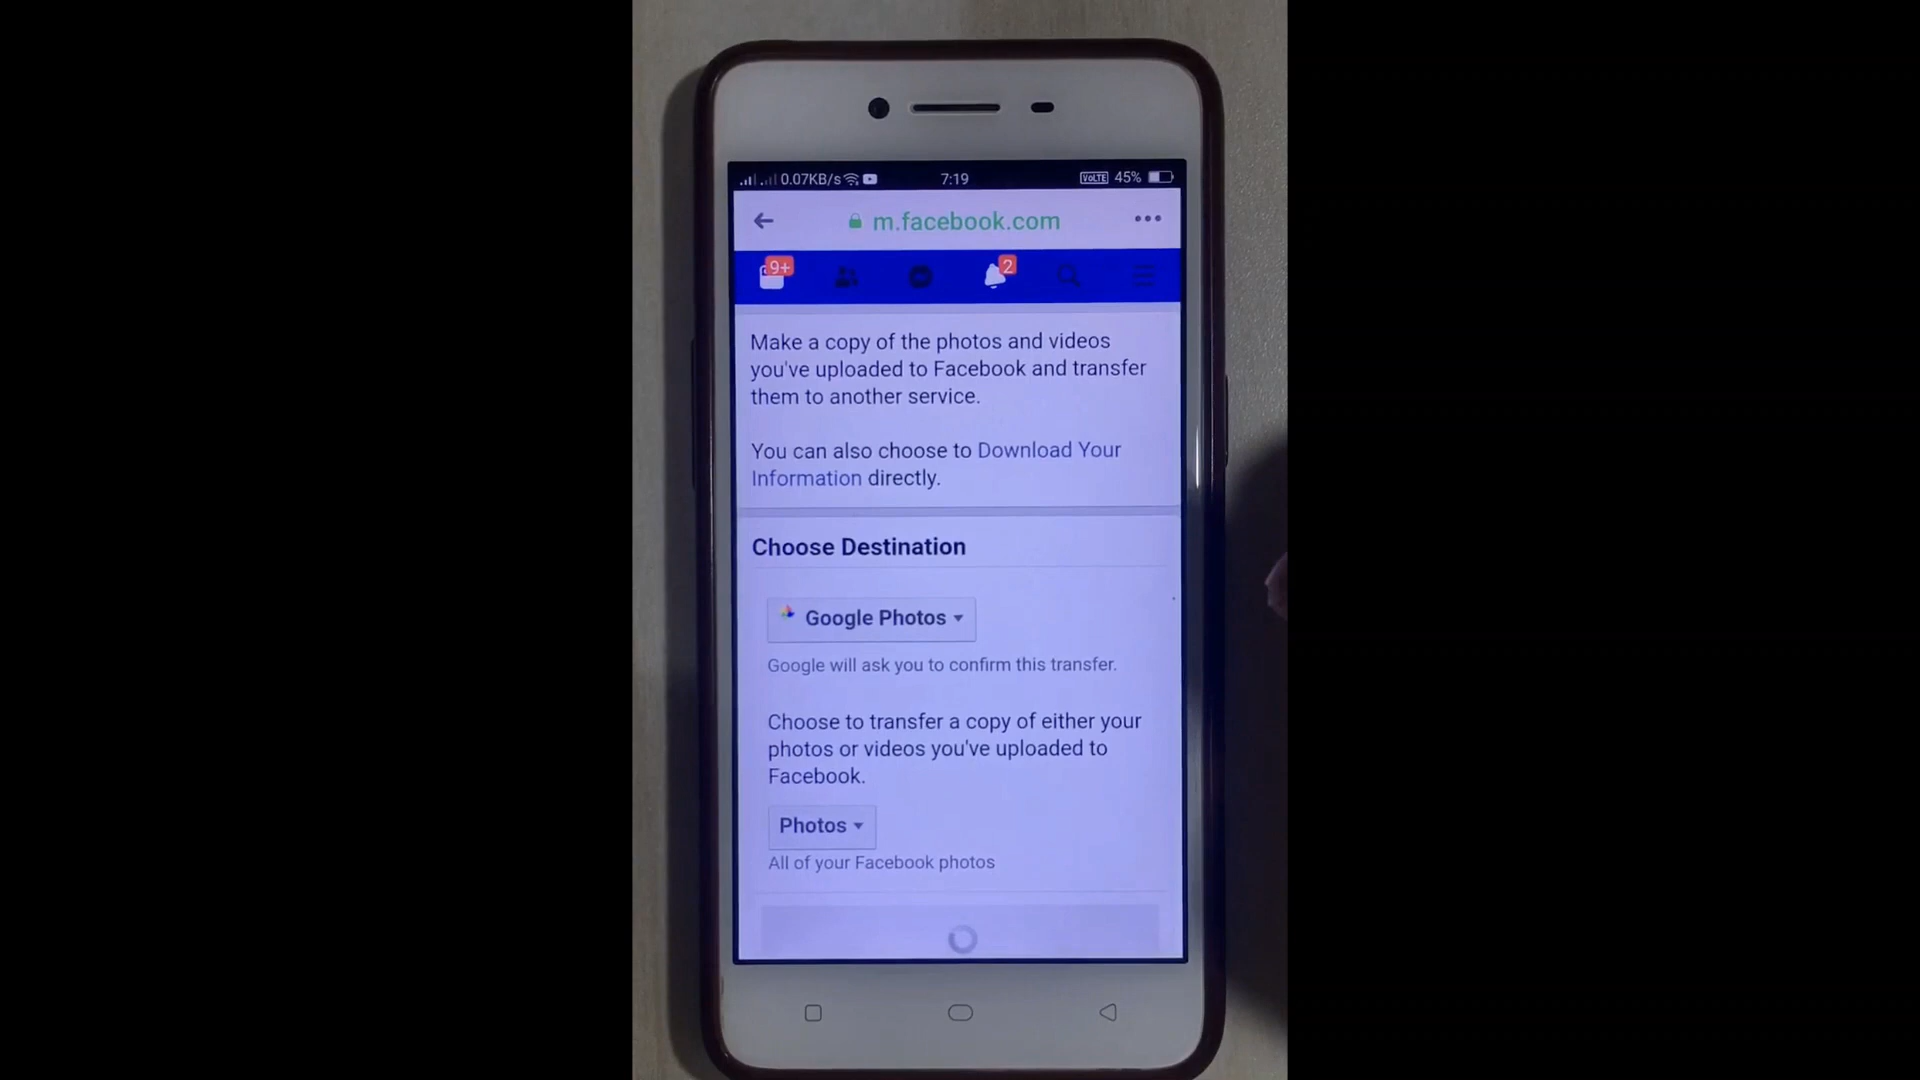 0.07KB/s 7:19 VoLTE 45%
m.facebook.com
9+ 2
Make a copy of the photos and videos
you've uploaded to Facebook and transfer
them to another service.
You can also choose to Download Your
Information directly.
Choose Destination
Google Photos
Google will ask you to confirm this transfer.
Choose to transfer a copy of either your
photos or videos you've uploaded to
Facebook.
Photos
All of your Facebook photos